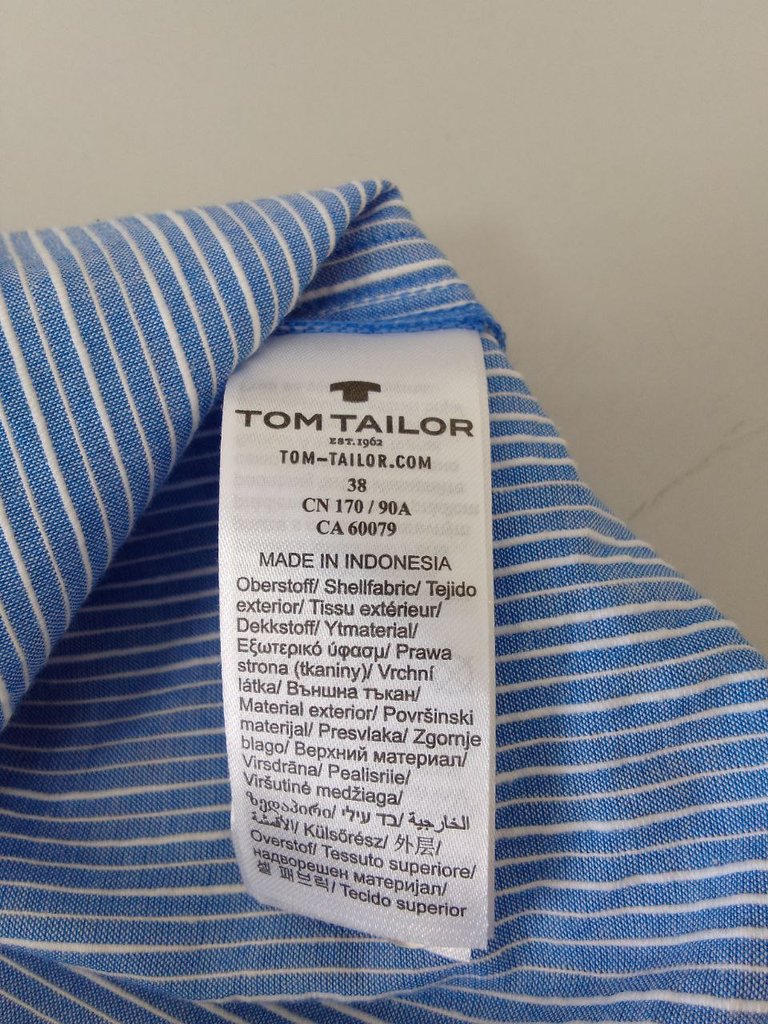 TOM TAILOR
EST. 1962
TOM-TAILOR.COM
38
CN 170 / 90A
CA 60079
MADE IN INDONESIA
Oberstoff/ Shellfabric/ Tejido
exterior/ Tissu extérieur/
Dekkstoff/ Ytmaterial/
Εξωτερικό ύφασμ/ Prawa
strona (tkaniny)/ Vrchní
látka/ Външна тъкан/
Material exterior/ Površinski
materijal/ Presvlaka/ Zgornje
blago/ Верхний материал/
Virsdrāna/ Pealisriie/
Viršutinė medžiaga/
ზედაპირი/ בד עילי/ الخارجية
الأقمشة/ Külsőrész/ 外层/
Overstof/ Tessuto superiore/
надворешен материјал/
셸 패브릭/ Tecido superior